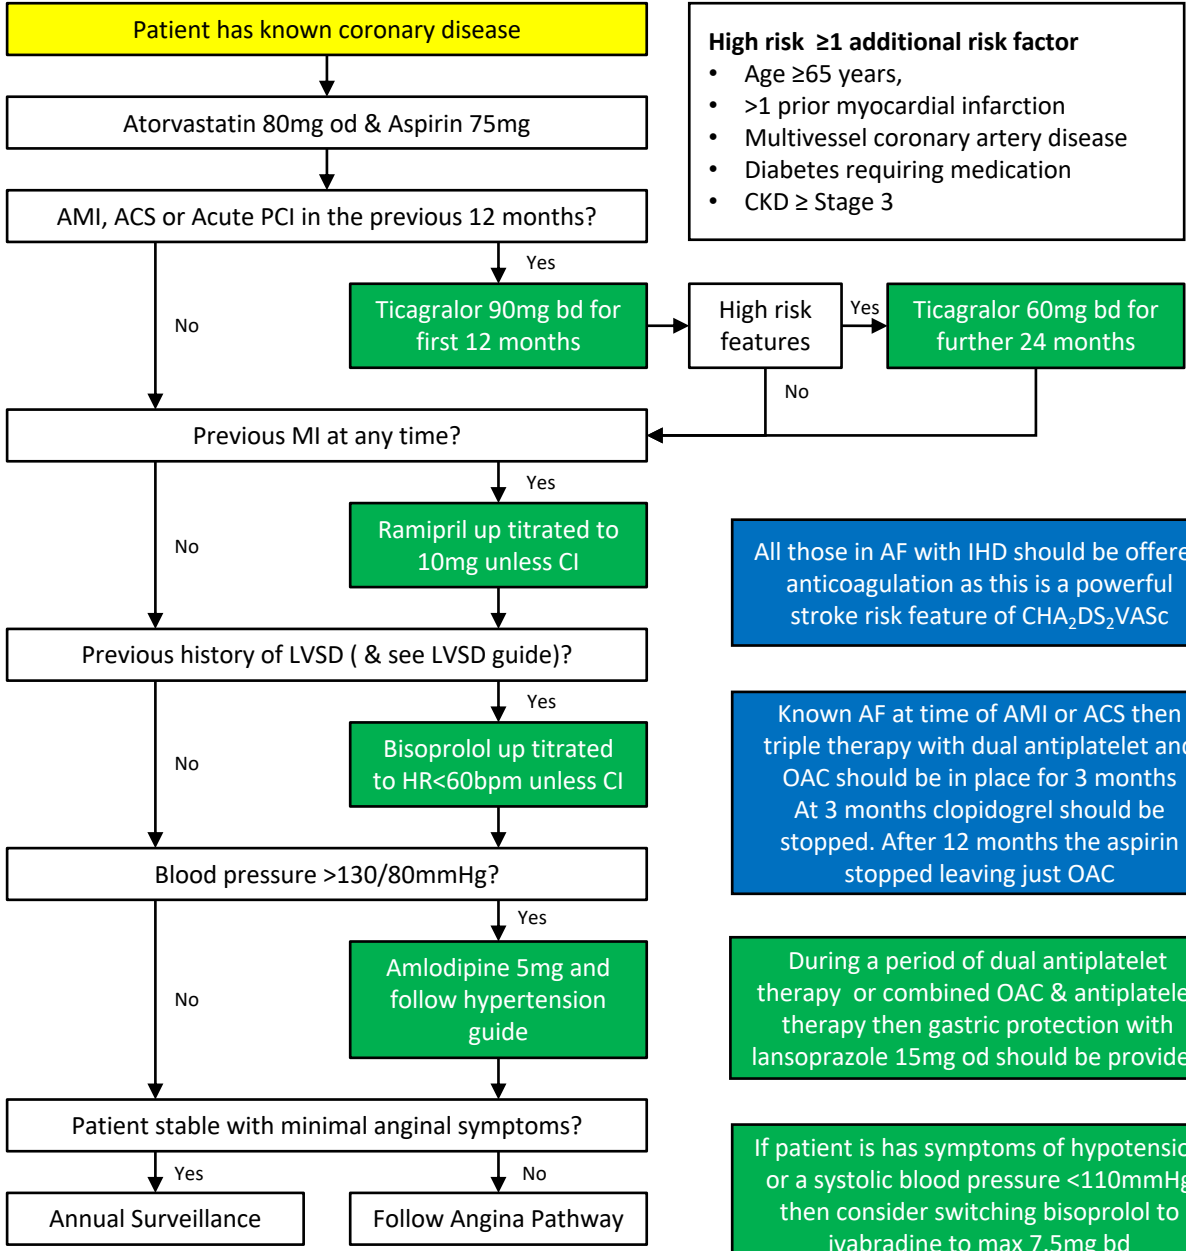 Patient has known coronary disease
Atorvastatin 80mg od & Aspirin 75mg
AMI, ACS or Acute PCI in the previous 12 months?
High risk ≥1 additional risk factor
• Age ≥65 years,
• >1 prior myocardial infarction
• Multivessel coronary artery disease
• Diabetes requiring medication
• CKD ≥ Stage 3
Yes
No
Ticagralor 90mg bd for
first 12 months
High risk
features
Yes
Ticagralor 60mg bd for
further 24 months
No
Previous MI at any time?
Yes
No
Ramipril up titrated to
10mg unless CI
Previous history of LVSD ( & see LVSD guide)?
Yes
No
Bisoprolol up titrated
to HR<60bpm unless CI
Blood pressure >130/80mmHg?
Yes
No
Amlodipine 5mg and
follow hypertension
guide
Patient stable with minimal anginal symptoms?
Yes
No
Annual Surveillance
Follow Angina Pathway
All those in AF with IHD should be offere
anticoagulation as this is a powerful
stroke risk feature of CHA₂DS₂VASc
Known AF at time of AMI or ACS then
triple therapy with dual antiplatelet and
OAC should be in place for 3 months
At 3 months clopidogrel should be
stopped. After 12 months the aspirin
stopped leaving just OAC
During a period of dual antiplatelet
therapy or combined OAC & antiplatele
therapy then gastric protection with
lansoprazole 15mg od should be provide
If patient is has symptoms of hypotensio
or a systolic blood pressure <110mmHg
then consider switching bisoprolol to
ivabradine to max 7.5mg bd